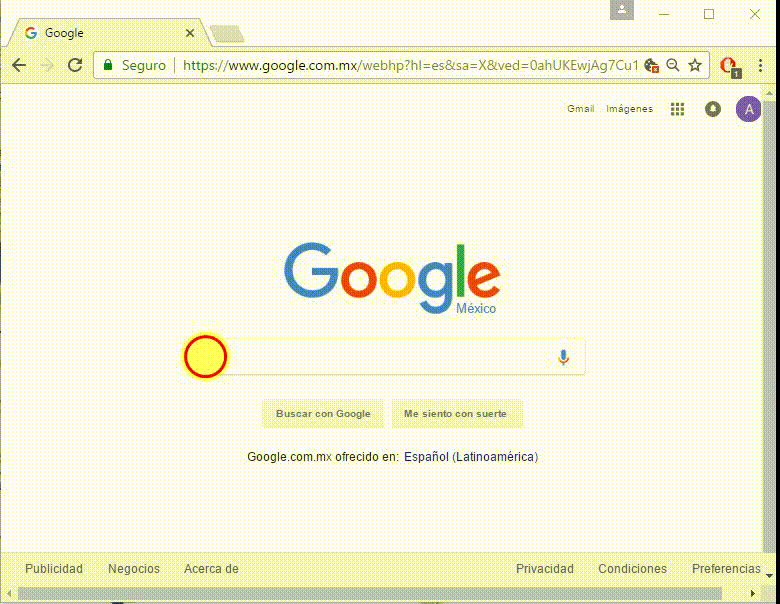 Google
Seguro https://www.google.com.mx/webhp?hl=es&sa=X&ved=0ahUKEwjAg7Cu1
1
Gmail Imágenes A
Google
México
Buscar con Google Me siento con suerte
Google.com.mx ofrecido en: Español (Latinoamérica)
Publicidad Negocios Acerca de Privacidad Condiciones Preferencias